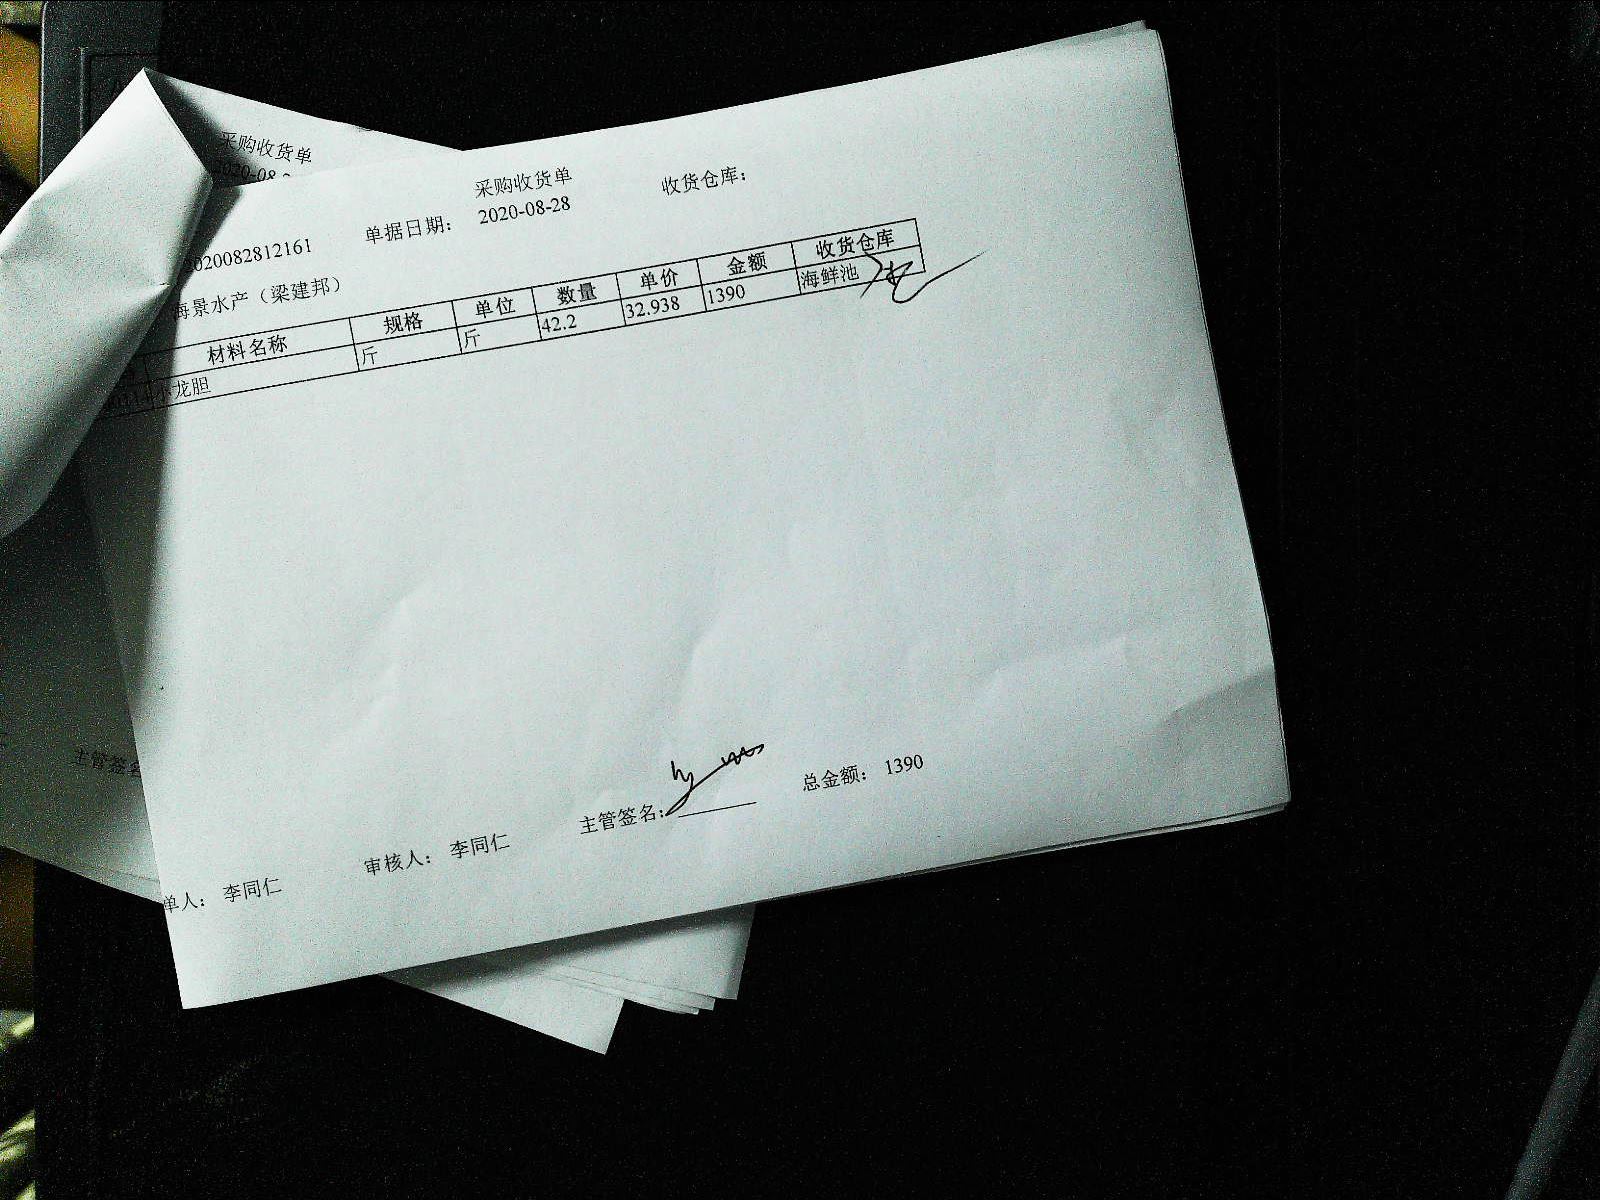 采购收货单
2020-08-2
采购收货单
单据日期： 2020-08-28 收货仓库：
2020082812161
海景水产（梁建邦）
材料名称 规格 单位 数量 单价 金额 收货仓库
小龙胆 斤 斤 42.2 32.938 1390 海鲜池
主管签名
单人： 李同仁 审核人： 李同仁 主管签名： 总金额： 1390